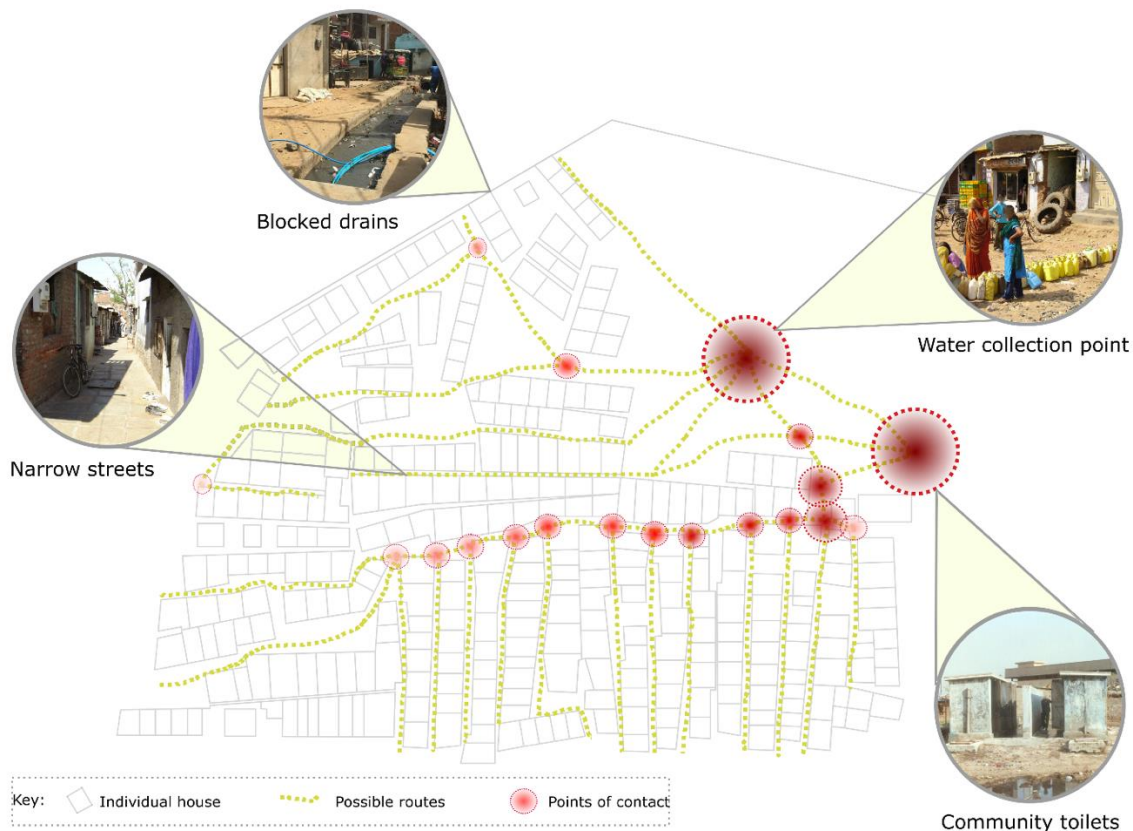 Blocked drains
Water collection point
Narrow streets
Key: Individual house Possible routes Points of contact
Community toilets